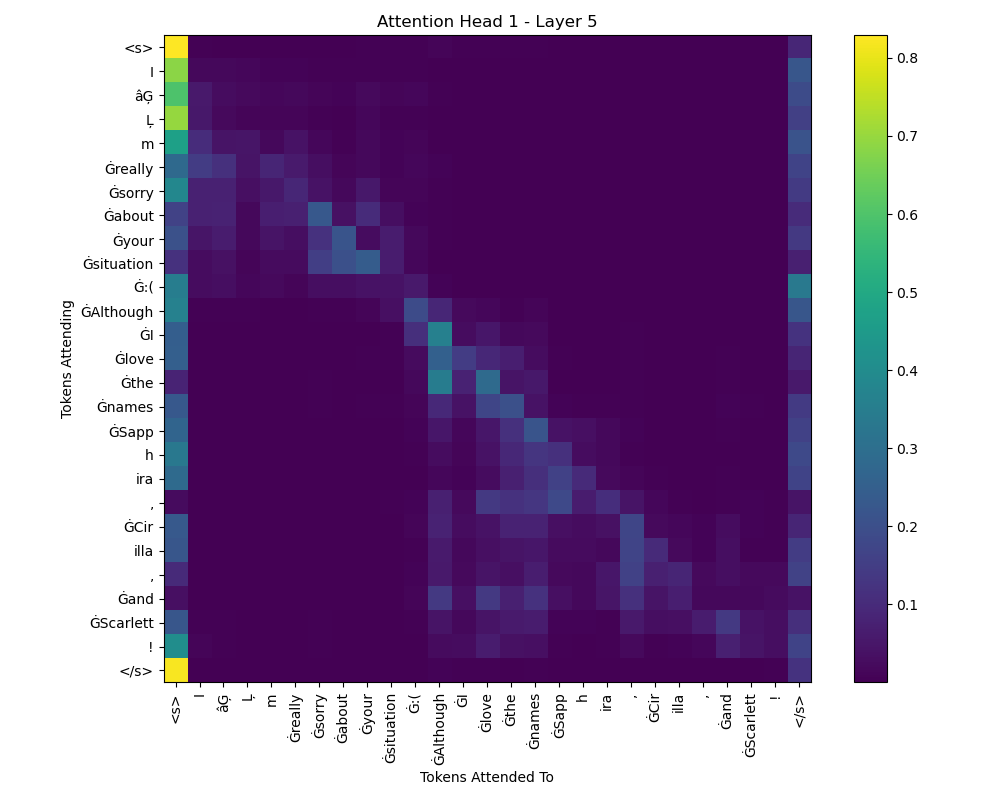 Attention Head 1 - Layer 5
<s>
I
âĢ
Ļ
m
Ġreally
Ġsorry
Ġabout
Ġyour
Ġsituation
Ġ:(
ĠAlthough
ĠI
Ġlove
Ġthe
Ġnames
ĠSapp
h
ira
,
ĠCir
illa
,
Ġand
ĠScarlett
!
</s>
Tokens Attending
<s>
I
âĢ
Ļ
m
Ġreally
Ġsorry
Ġabout
Ġyour
Ġsituation
Ġ:(
ĠAlthough
ĠI
Ġlove
Ġthe
Ġnames
ĠSapp
h
ira
,
ĠCir
illa
,
Ġand
ĠScarlett
!
</s>
Tokens Attended To
0.8
0.7
0.6
0.5
0.4
0.3
0.2
0.1